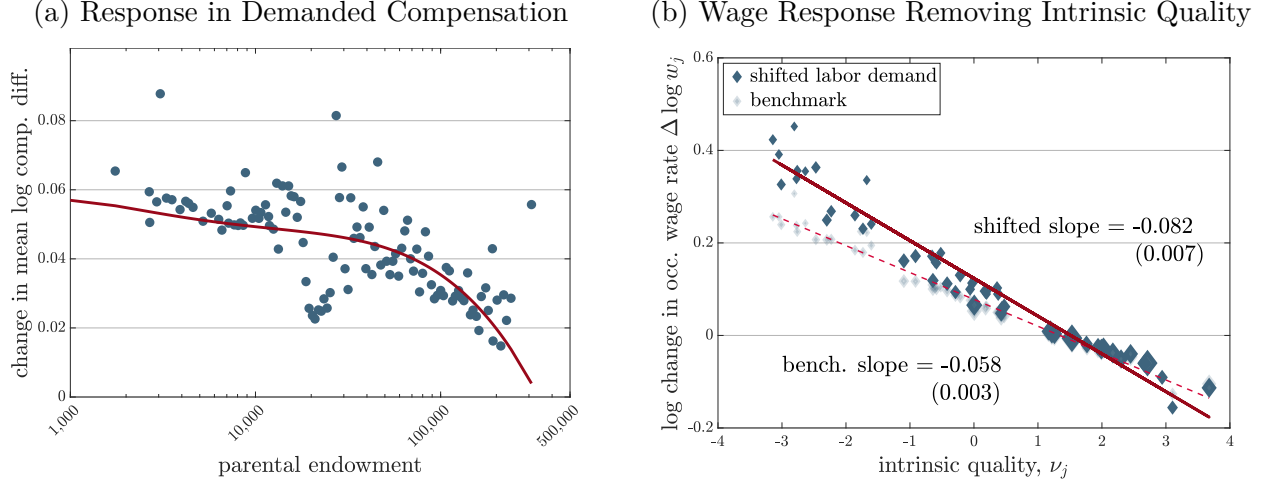 (a) Response in Demanded Compensation
change in mean log comp. diff.
0.08
0.06
0.04
0.02
0
1,000
10,000
100,000
500,000
parental endowment
(b) Wage Response Removing Intrinsic Quality
log change in occ. wage rate Δ log w_j
0.6
0.4
0.2
0
-0.2
shifted labor demand
benchmark
shifted slope = -0.082
(0.007)
bench. slope = -0.058
(0.003)
-4
-3
-2
-1
0
1
2
3
4
intrinsic quality, ν_j